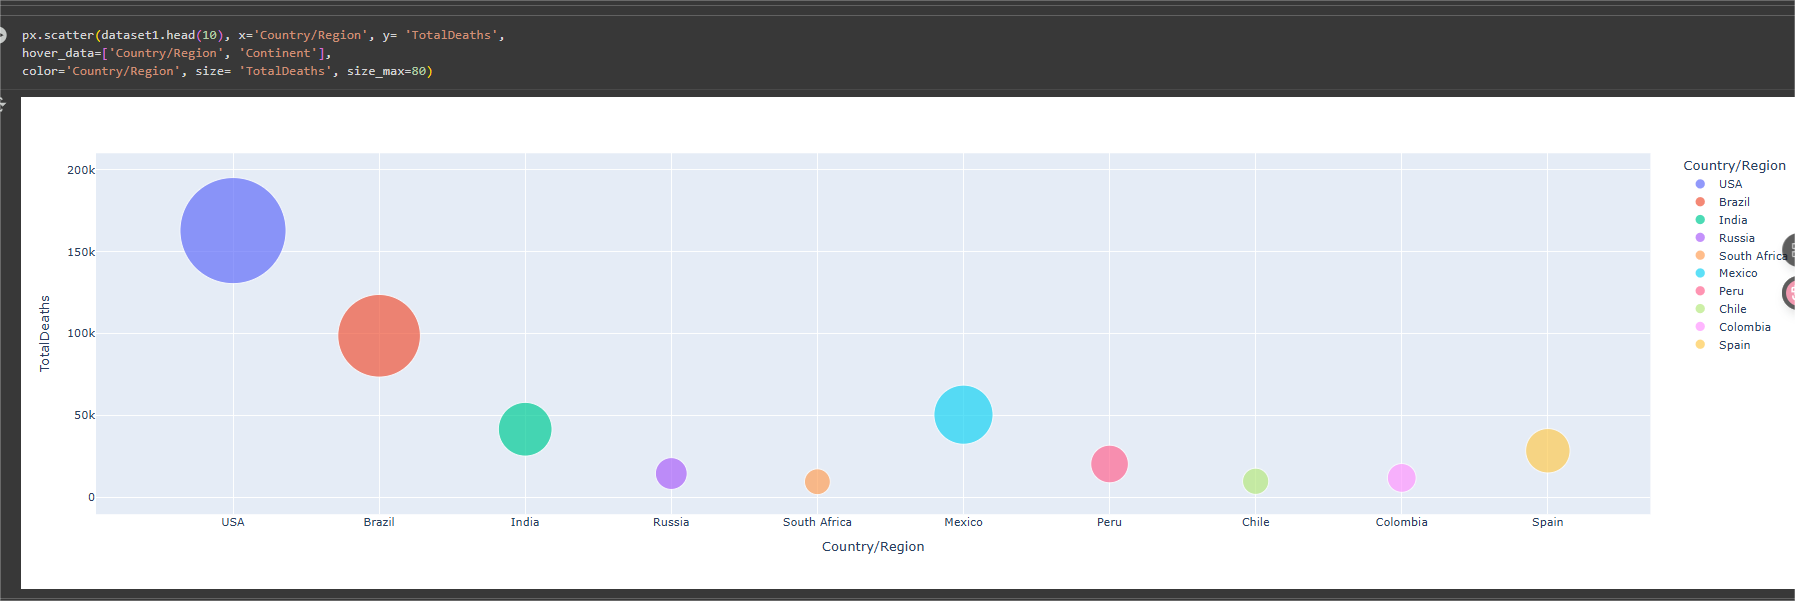 px.scatter(dataset1.head(10), x='Country/Region', y= 'TotalDeaths',
hover_data=['Country/Region', 'Continent'],
color='Country/Region', size= 'TotalDeaths', size_max=80)
200k
150k
100k
50k
0
TotalDeaths
USA Brazil India Russia South Africa Mexico Peru Chile Colombia Spain
Country/Region
Country/Region
USA
Brazil
India
Russia
South Africa
Mexico
Peru
Chile
Colombia
Spain